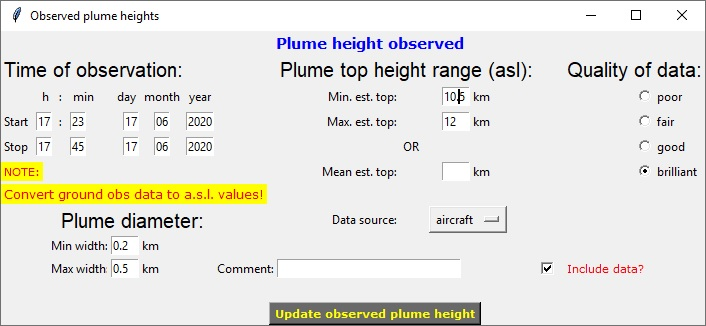 Observed plume heights
Plume height observed
Time of observation: Plume top height range (asl): Quality of data:
h : min day month year Min. est. top: 10.5 km poor
Start 17 : 23 17 06 2020 Max. est. top: 12 km fair
Stop 17 45 17 06 2020 OR good
NOTE: Mean est. top: km brilliant
Convert ground obs data to a.s.l. values!
Plume diameter: Data source: aircraft
Min width: 0.2 km
Max width: 0.5 km Comment: Include data?
Update observed plume height